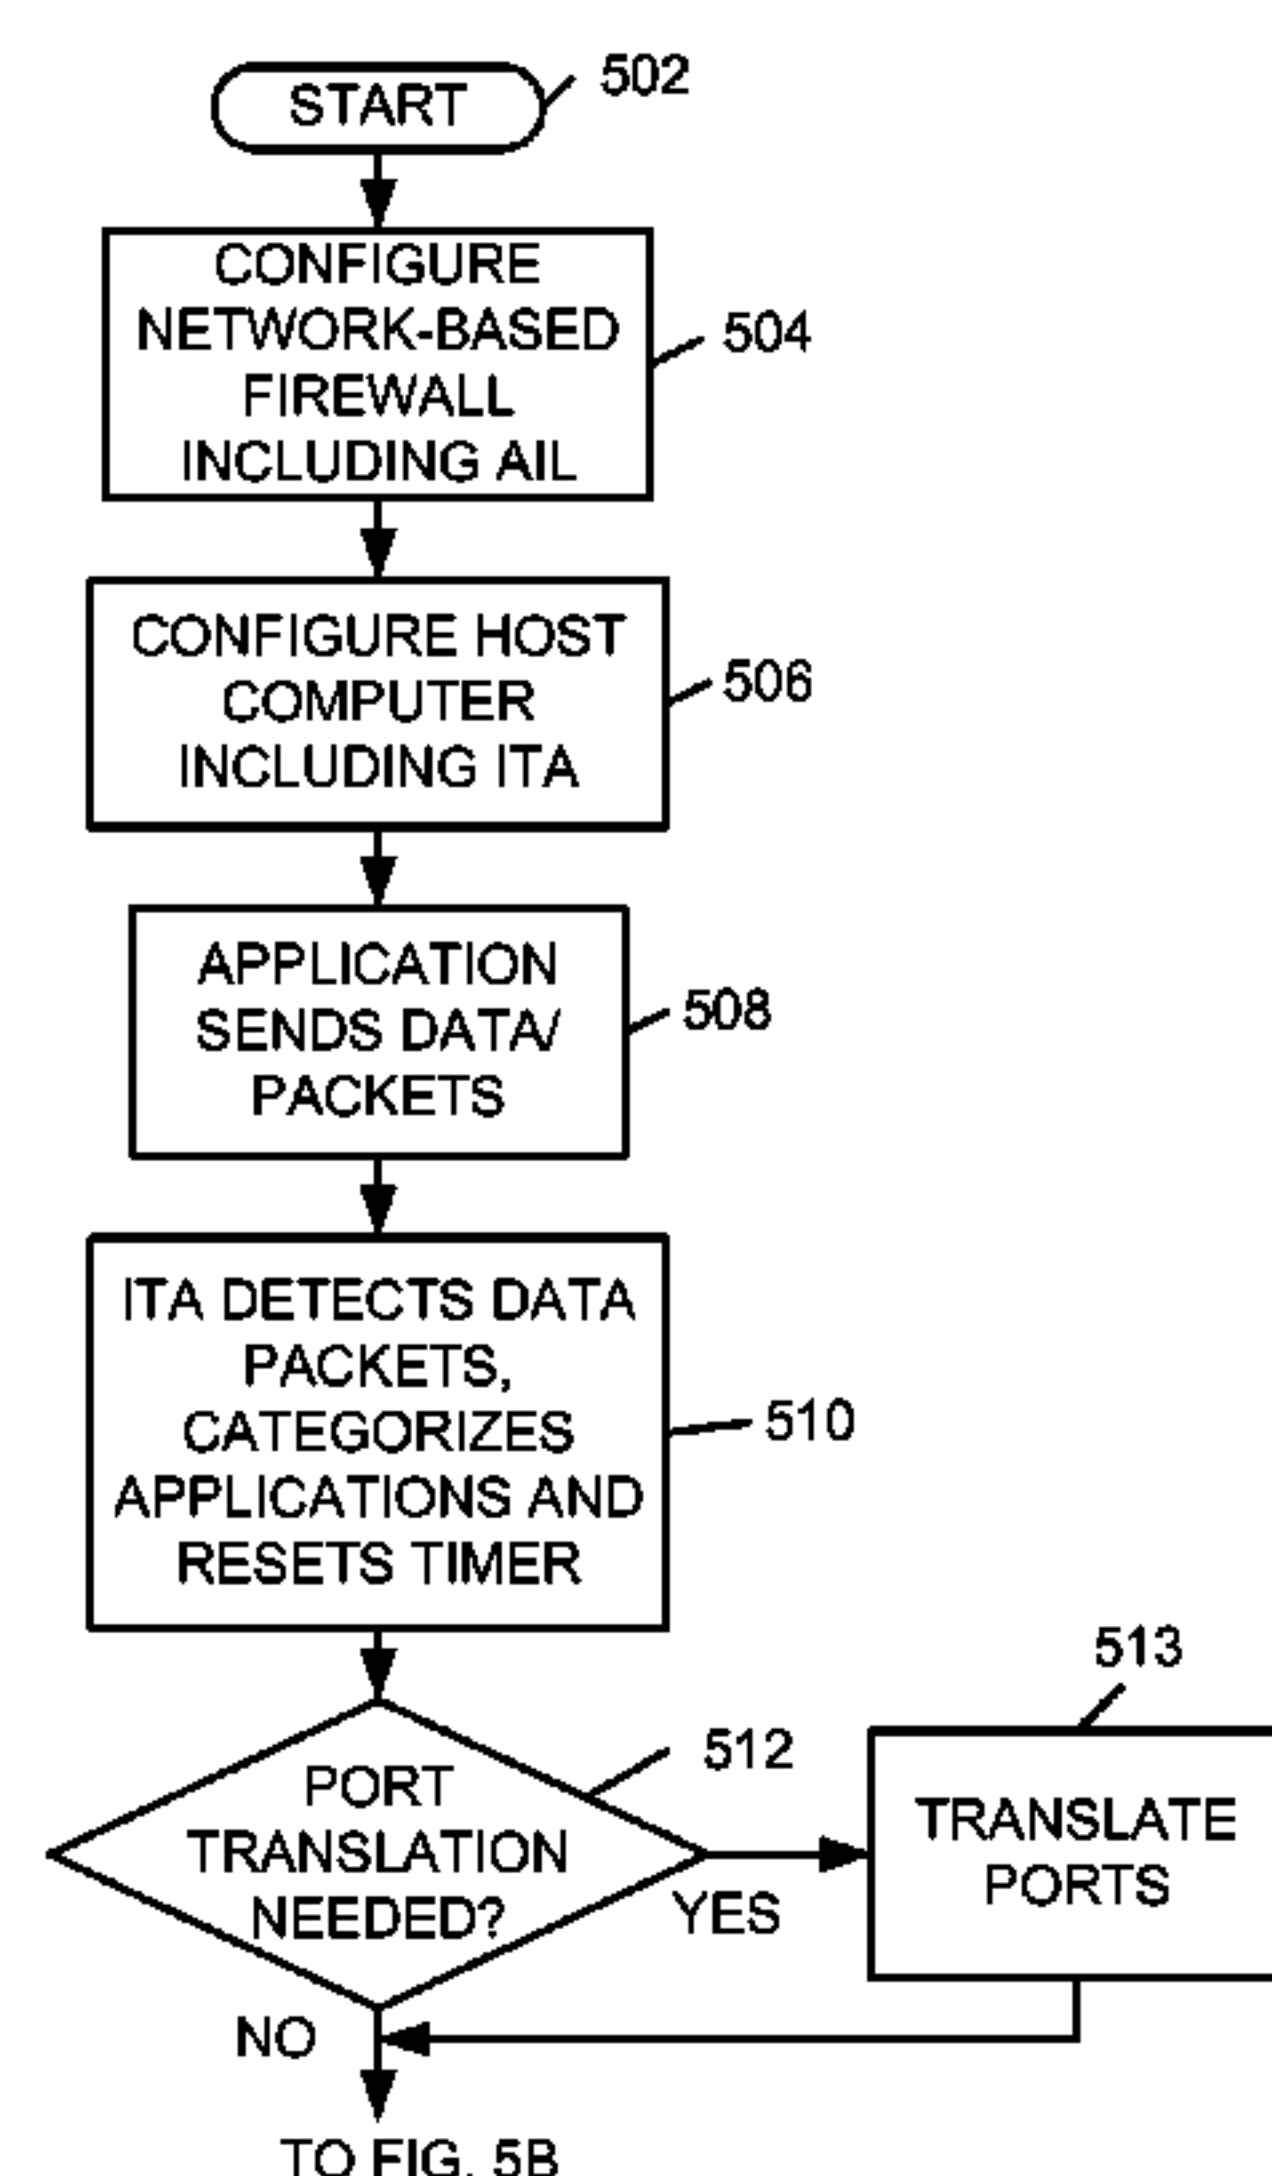 START
502
CONFIGURE
NETWORK-BASED
FIREWALL
INCLUDING AIL
504
CONFIGURE HOST
COMPUTER
INCLUDING ITA
506
APPLICATION
SENDS DATA/
PACKETS
508
ITA DETECTS DATA
PACKETS,
CATEGORIZES
APPLICATIONS AND
RESETS TIMER
510
PORT
TRANSLATION
NEEDED?
512
YES
513
TRANSLATE
PORTS
NO
TO FIG. 5B